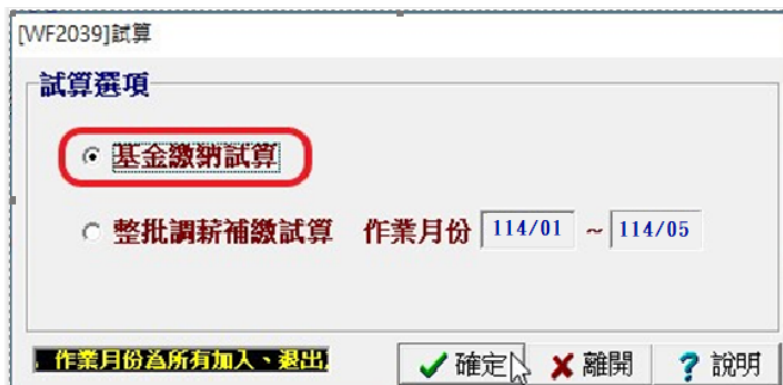 [WF2039]試算
試算選項
基金繳納試算
整批調薪補繳試算 作業月份 114/01 ~ 114/05
作業月份為所有加入、退出
確定 離開 ? 說明